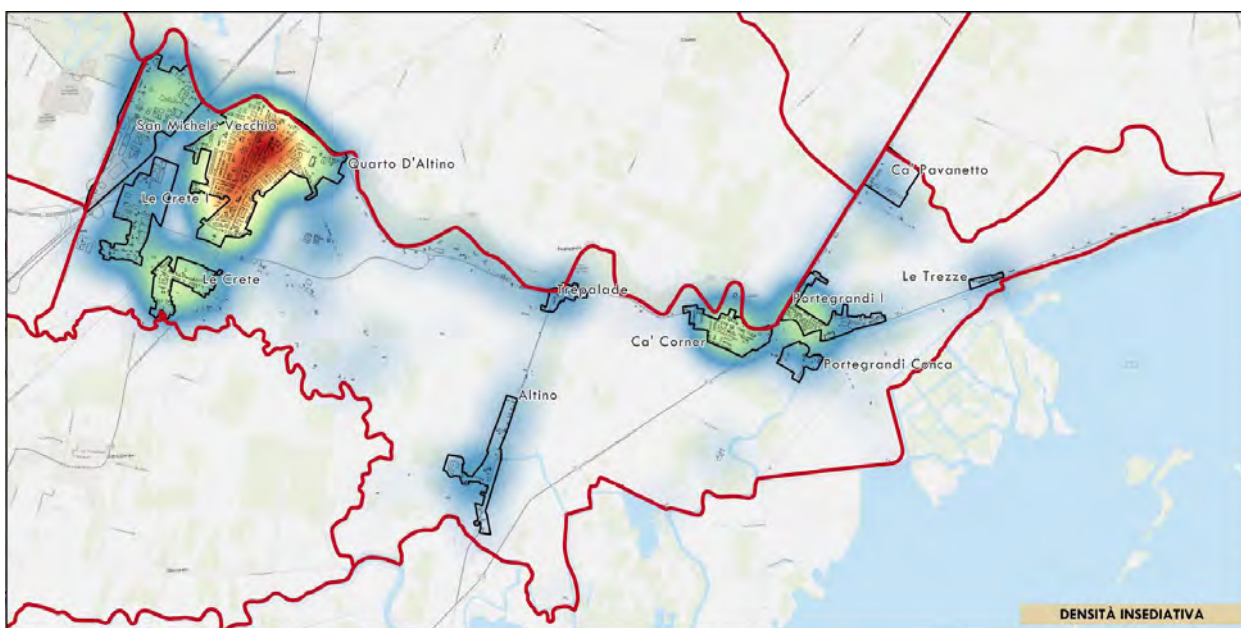 San Michele Vecchio
Quarto D'Altino
Ca' Pavanetto
Le Crete I
Le Crete
Le Trezze
Trepalade
Portegrandi I
Ca' Corner
Portegrandi Conca
Altino
DENSITÀ INSEDIATIVA